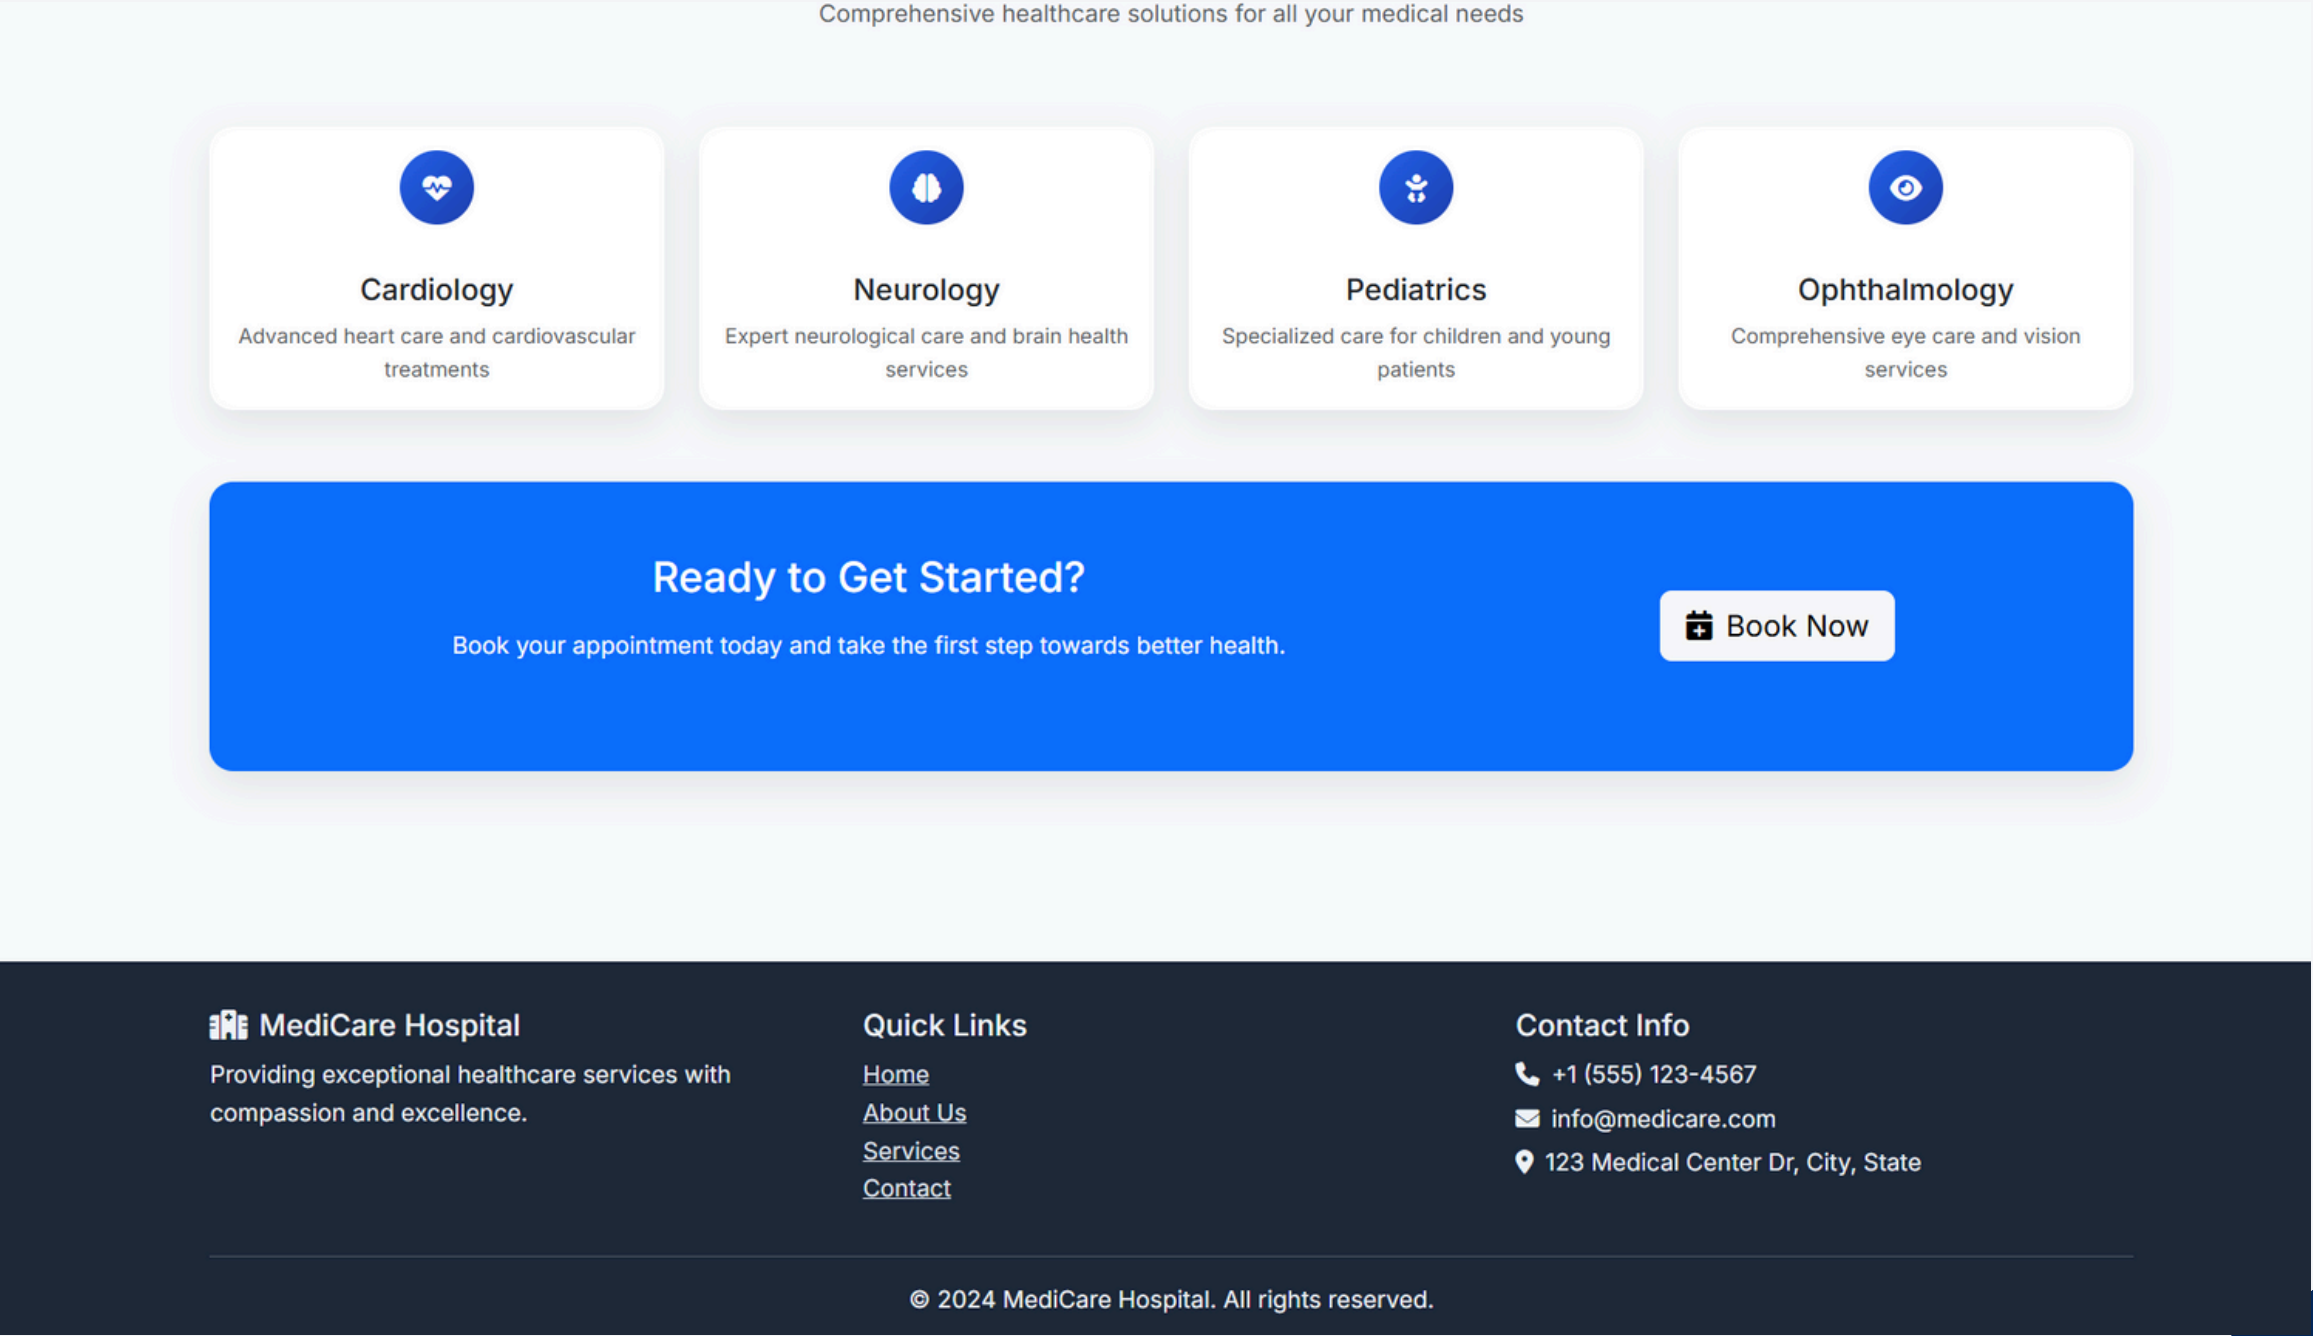 Comprehensive healthcare solutions for all your medical needs
Cardiology
Advanced heart care and cardiovascular
treatments
Neurology
Expert neurological care and brain health
services
Pediatrics
Specialized care for children and young
patients
Ophthalmology
Comprehensive eye care and vision
services
Ready to Get Started?
Book your appointment today and take the first step towards better health.
Book Now
MediCare Hospital
Providing exceptional healthcare services with
compassion and excellence.
Quick Links
Home
About Us
Services
Contact
Contact Info
+1 (555) 123-4567
info@medicare.com
123 Medical Center Dr, City, State
© 2024 MediCare Hospital. All rights reserved.